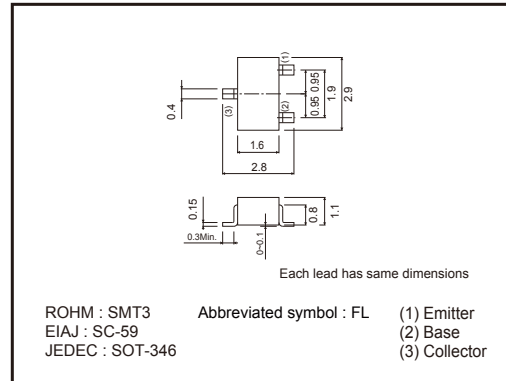 (1)
0.95
0.95
1.9
2.9
0.4
(3)
(2)
1.6
2.8
0.15
0.3Min.
0~0.1
0.8
1.1
Each lead has same dimensions
ROHM : SMT3 Abbreviated symbol : FL (1) Emitter
EIAJ : SC-59 (2) Base
JEDEC : SOT-346 (3) Collector